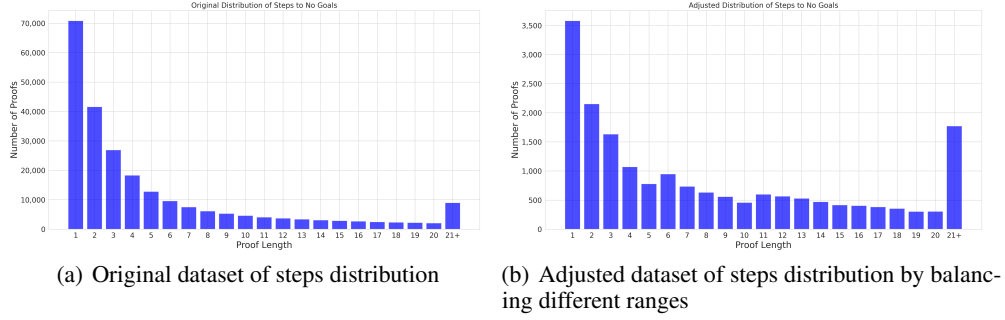 Original Distribution of Steps to No Goals
70,000
60,000
50,000
40,000
30,000
20,000
10,000
0
Number of Proofs
1 2 3 4 5 6 7 8 9 10 11 12 13 14 15 16 17 18 19 20 21+
Proof Length
(a) Original dataset of steps distribution
Adjusted Distribution of Steps to No Goals
3,500
3,000
2,500
2,000
1,500
1,000
500
0
Number of Proofs
1 2 3 4 5 6 7 8 9 10 11 12 13 14 15 16 17 18 19 20 21+
Proof Length
(b) Adjusted dataset of steps distribution by balanc-
ing different ranges